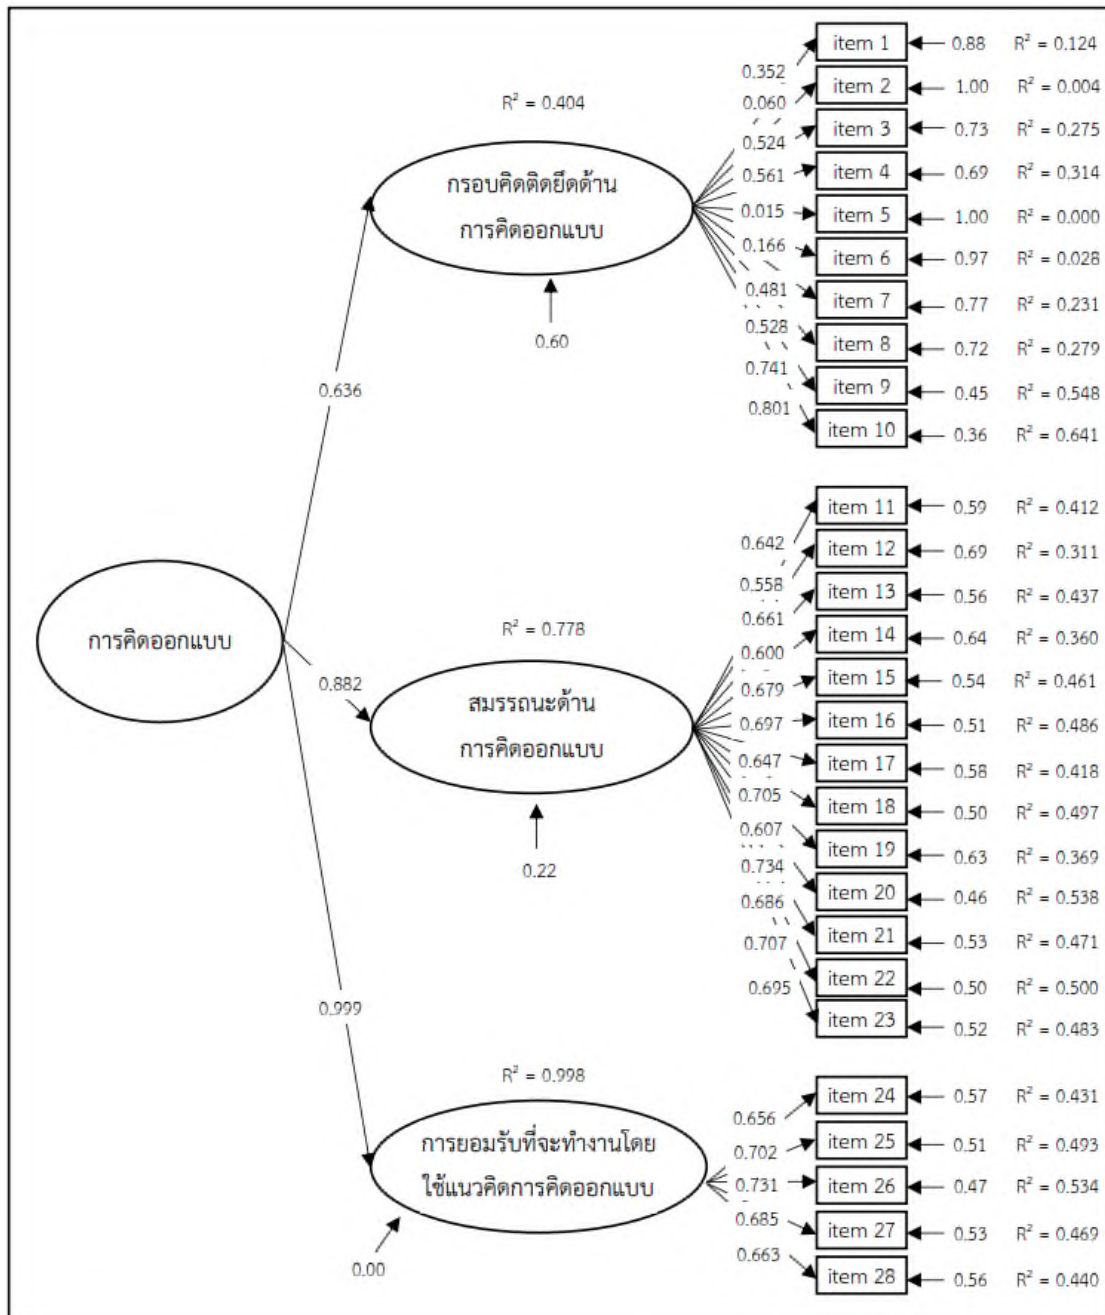 item 1 0.88 R² = 0.124
0.352
item 2 1.00 R² = 0.004
0.060
R² = 0.404
item 3 0.73 R² = 0.275
0.524
item 4 0.69 R² = 0.314
0.561
กรอบคิดติดยึดด้าน
การคิดออกแบบ
item 5 1.00 R² = 0.000
0.015
item 6 0.97 R² = 0.028
0.166
item 7 0.77 R² = 0.231
0.481
item 8 0.72 R² = 0.279
0.528
0.60
item 9 0.45 R² = 0.548
0.741
item 10 0.36 R² = 0.641
0.801
0.636
item 11 0.59 R² = 0.412
0.642
item 12 0.69 R² = 0.311
0.558
item 13 0.56 R² = 0.437
0.661
item 14 0.64 R² = 0.360
0.600
R² = 0.778
การคิดออกแบบ
item 15 0.54 R² = 0.461
0.679
0.882
สมรรถนะด้าน
การคิดออกแบบ
item 16 0.51 R² = 0.486
0.697
item 17 0.58 R² = 0.418
0.647
item 18 0.50 R² = 0.497
0.705
item 19 0.63 R² = 0.369
0.607
0.22
item 20 0.46 R² = 0.538
0.734
item 21 0.53 R² = 0.471
0.686
item 22 0.50 R² = 0.500
0.707
item 23 0.52 R² = 0.483
0.695
0.999
R² = 0.998
item 24 0.57 R² = 0.431
0.656
item 25 0.51 R² = 0.493
0.702
การยอมรับที่จะทำงานโดย
ใช้แนวคิดการคิดออกแบบ
item 26 0.47 R² = 0.534
0.731
item 27 0.53 R² = 0.469
0.685
item 28 0.56 R² = 0.440
0.663
0.00